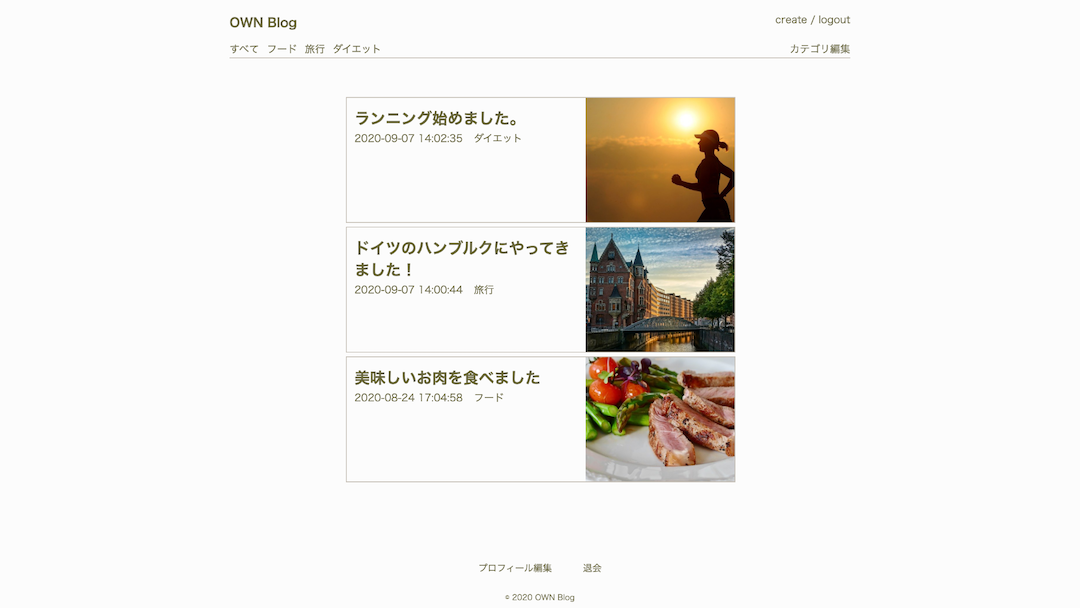 OWN Blog
create / logout
すべて フード 旅行 ダイエット
カテゴリ編集
ランニング始めました。
2020-09-07 14:02:35 ダイエット
ドイツのハンブルクにやってき
ました！
2020-09-07 14:00:44 旅行
美味しいお肉を食べました
2020-08-24 17:04:58 フード
プロフィール編集 退会
© 2020 OWN Blog